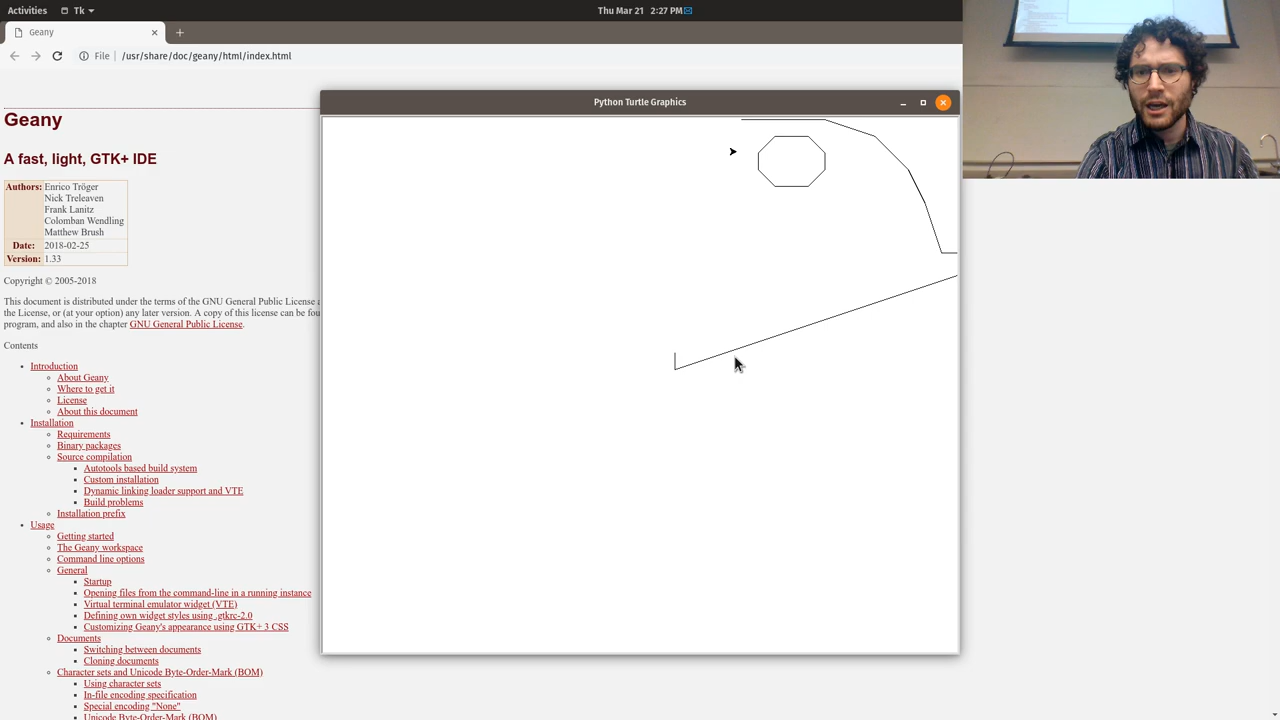 Activities
Tk
Thu Mar 21 2:27 PM
Geany
File
/usr/share/doc/geany/html/index.html
Python Turtle Graphics
Geany
A fast, light, GTK+ IDE
Authors: Enrico Tröger
Nick Treleaven
Frank Lanitz
Colomban Wendling
Matthew Brush
Date: 2018-02-25
Version: 1.33
Copyright © 2005-2018
This document is distributed under the terms of the GNU General Public License
the License, or (at your option) any later version. A copy of this license can be
program, and also in the chapter GNU General Public License.
Contents
Introduction
About Geany
Where to get it
License
About this document
Installation
Requirements
Binary packages
Source compilation
Autotools based build system
Custom installation
Dynamic linking loader support and VTE
Build problems
Installation prefix
Usage
Getting started
The Geany workspace
Command line options
General
Startup
Opening files from the command-line in a running instance
Virtual terminal emulator widget (VTE)
Defining own widget styles using .gtkrc-2.0
Customizing Geany's appearance using GTK+ 3 CSS
Documents
Switching between documents
Cloning documents
Character sets and Unicode Byte-Order-Mark (BOM)
Using character sets
In-file encoding specification
Special encoding "None"
Unicode Byte-Order-Mark (BOM)